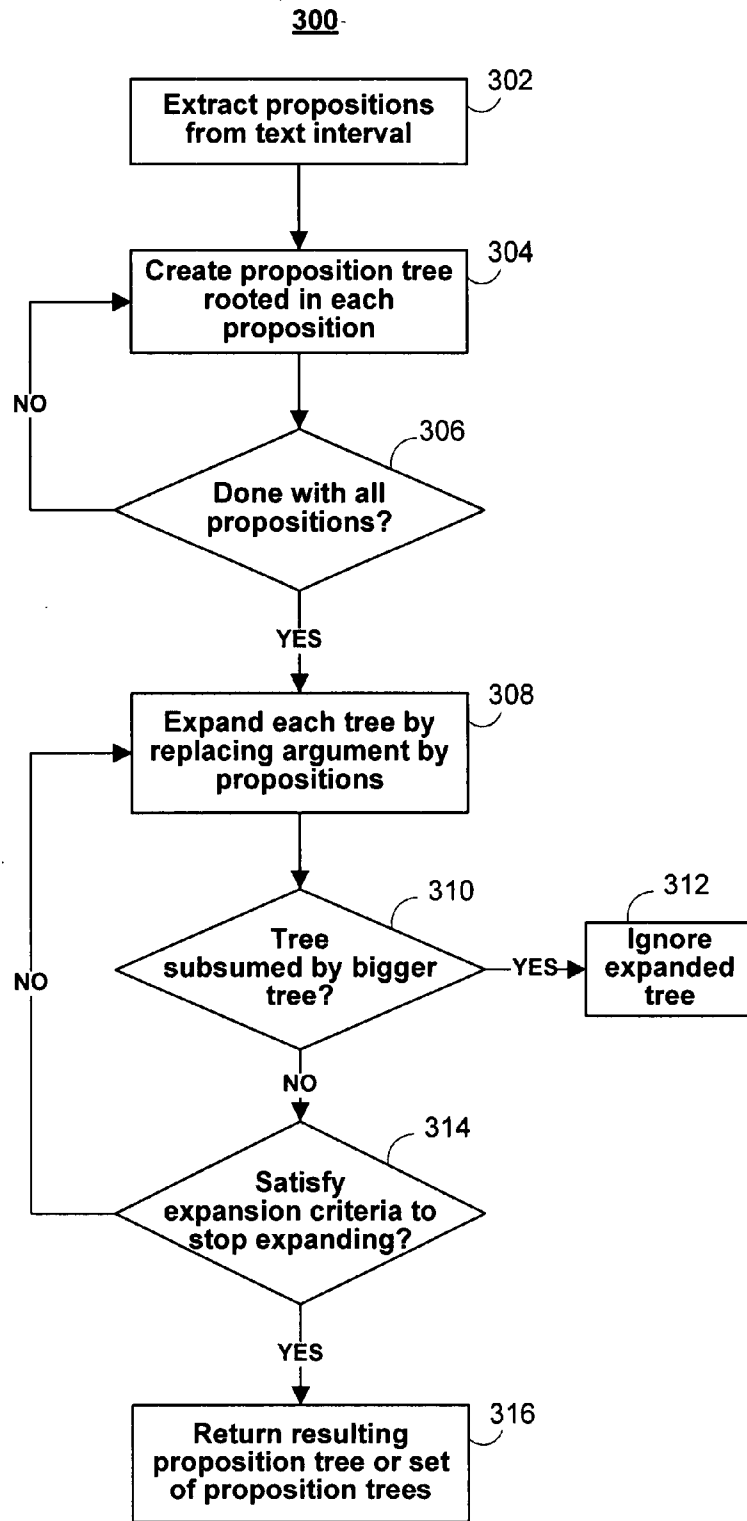 300
302
Extract propositions
from text interval
304
Create proposition tree
rooted in each
proposition
NO
306
Done with all
propositions?
YES
308
Expand each tree by
replacing argument by
propositions
310
312
Tree
subsumed by bigger
tree?
YES
Ignore
expanded
tree
NO
NO
314
Satisfy
expansion criteria to
stop expanding?
YES
316
Return resulting
proposition tree or set
of proposition trees